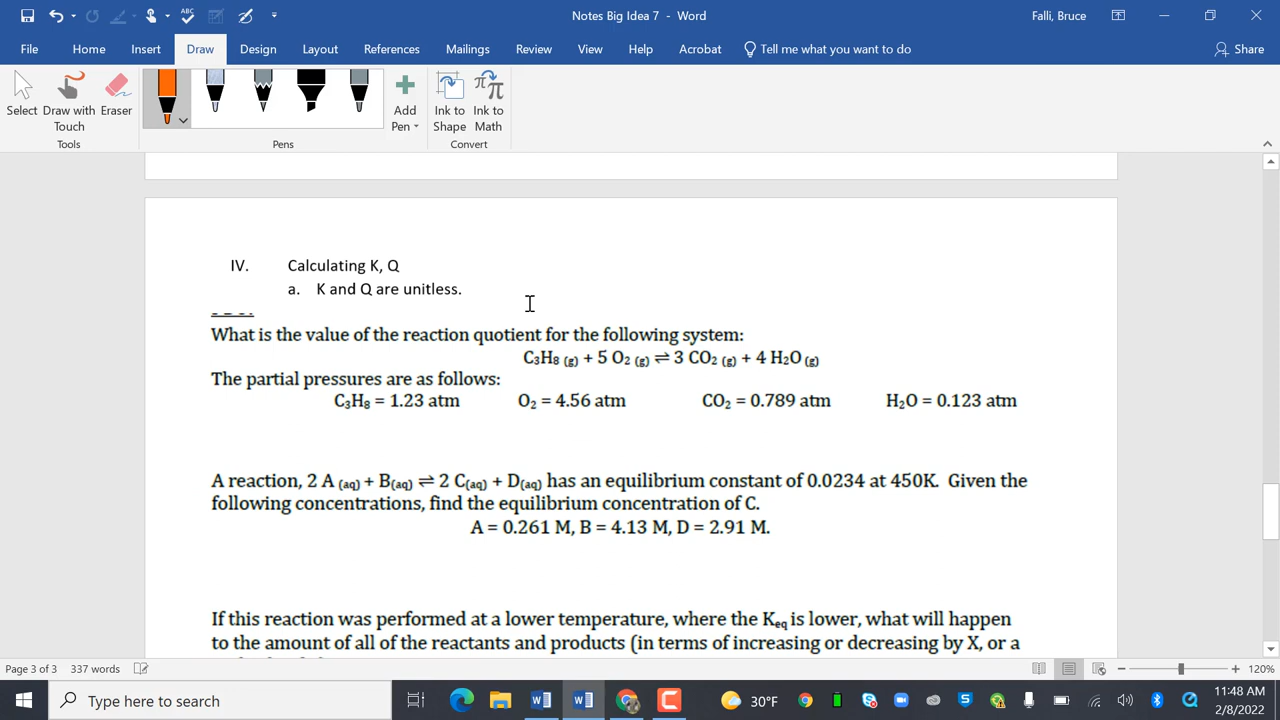 Notes Big Idea 7 - Word
Falli, Bruce
File Home Insert Draw Design Layout References Mailings Review View Help Acrobat Tell me what you want to do Share
Select
Draw with Touch
Eraser
Add Pen
Ink to Shape
Ink to Math
Tools
Pens
Convert
IV. Calculating K, Q
a. K and Q are unitless.
What is the value of the reaction quotient for the following system:
C₃H₈ (g) + 5 O₂ (g) ⇌ 3 CO₂ (g) + 4 H₂O (g)
The partial pressures are as follows:
C₃H₈ = 1.23 atm O₂ = 4.56 atm CO₂ = 0.789 atm H₂O = 0.123 atm
A reaction, 2 A (aq) + B(aq) ⇌ 2 C(aq) + D(aq) has an equilibrium constant of 0.0234 at 450K. Given the
following concentrations, find the equilibrium concentration of C.
A = 0.261 M, B = 4.13 M, D = 2.91 M.
If this reaction was performed at a lower temperature, where the Keq is lower, what will happen
to the amount of all of the reactants and products (in terms of increasing or decreasing by X, or a
Page 3 of 3 337 words
120%
Type here to search
30°F
11:48 AM
2/8/2022